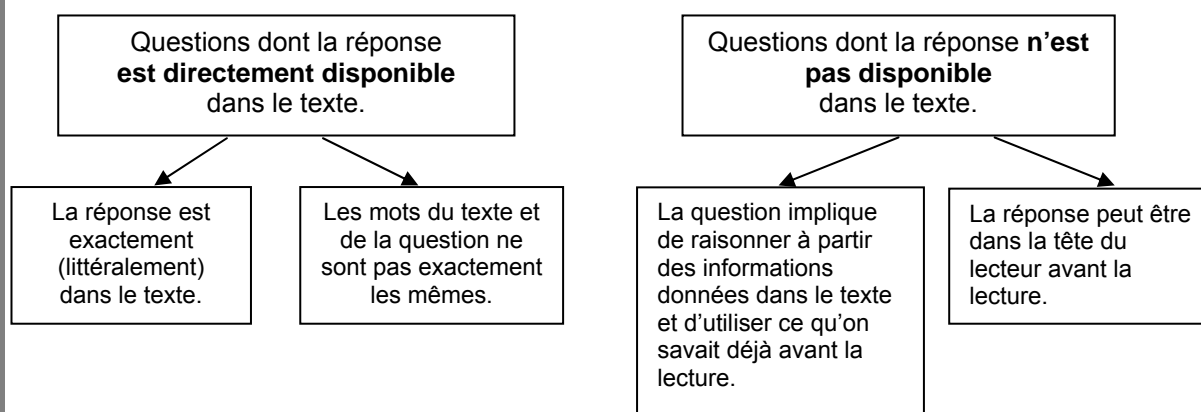 Questions dont la réponse
est directement disponible
dans le texte.
La réponse est
exactement
(littéralement)
dans le texte.
Les mots du texte et
de la question ne
sont pas exactement
les mêmes.
Questions dont la réponse n’est
pas disponible
dans le texte.
La question implique
de raisonner à partir
des informations
données dans le texte
et d’utiliser ce qu’on
savait déjà avant la
lecture.
La réponse peut être
dans la tête du
lecteur avant la
lecture.